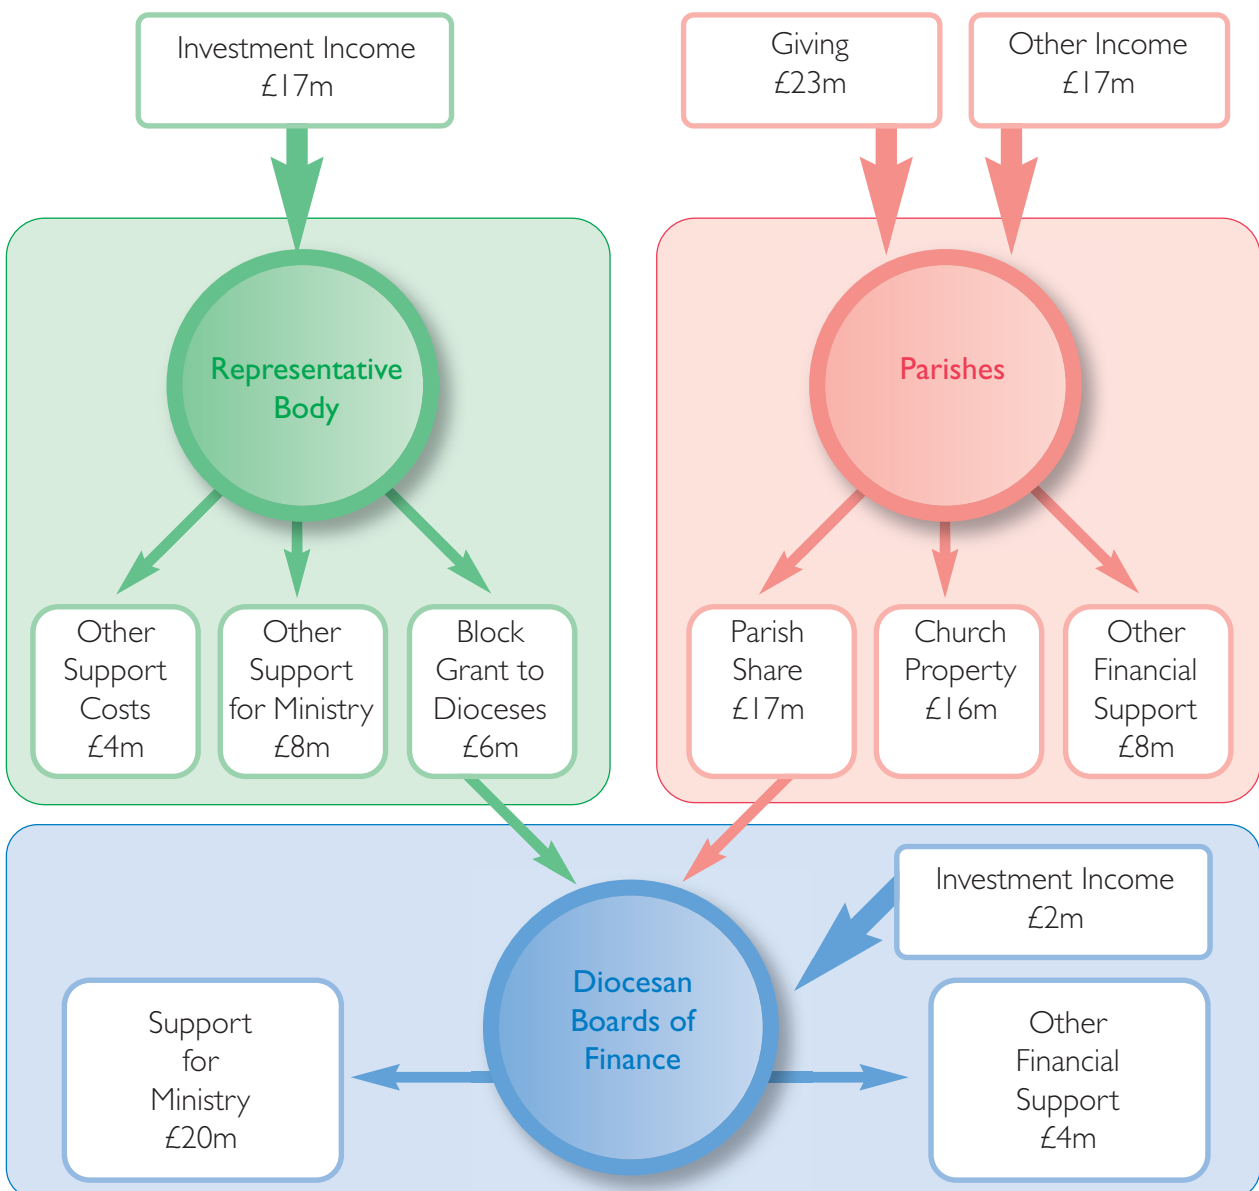 Investment Income
£17m
Giving
£23m
Other Income
£17m
Representative
Body
Parishes
Other
Support
Costs
£4m
Other
Support
for Ministry
£8m
Block
Grant to
Dioceses
£6m
Parish
Share
£17m
Church
Property
£16m
Other
Financial
Support
£8m
Investment Income
£2m
Diocesan
Boards of
Finance
Support
for
Ministry
£20m
Other
Financial
Support
£4m